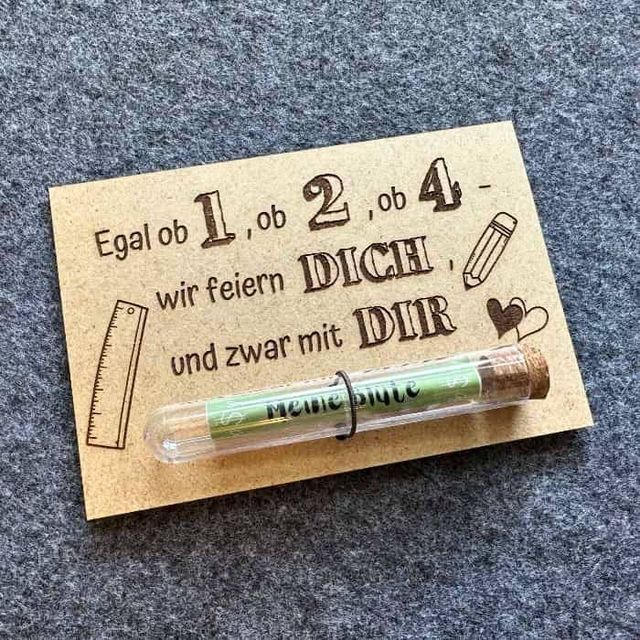 Egal ob 1, ob 2, ob 4 –
wir feiern DICH,
und zwar mit DIR
Meine Blüte